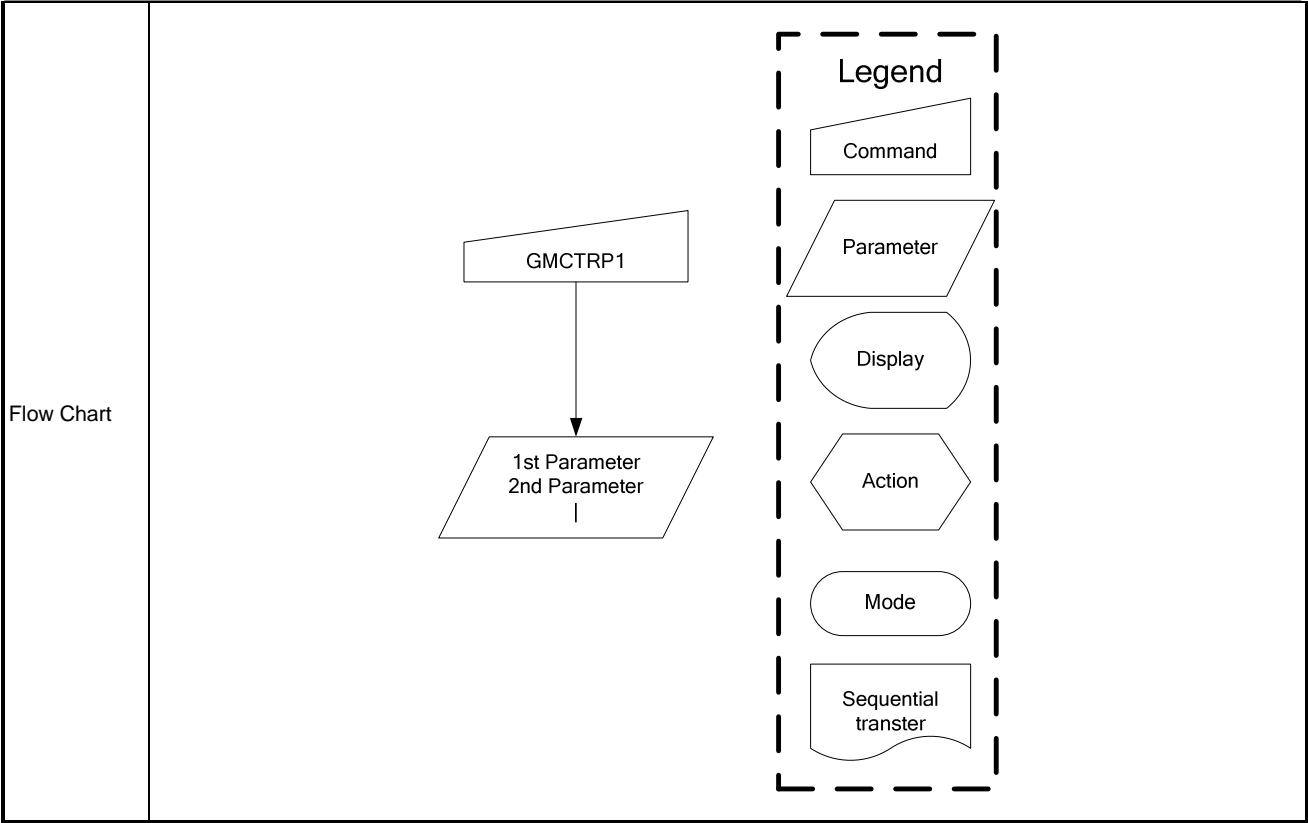 Flow Chart
GMCTRP1
1st Parameter
2nd Parameter
|
Legend
Command
Parameter
Display
Action
Mode
Sequential
transter